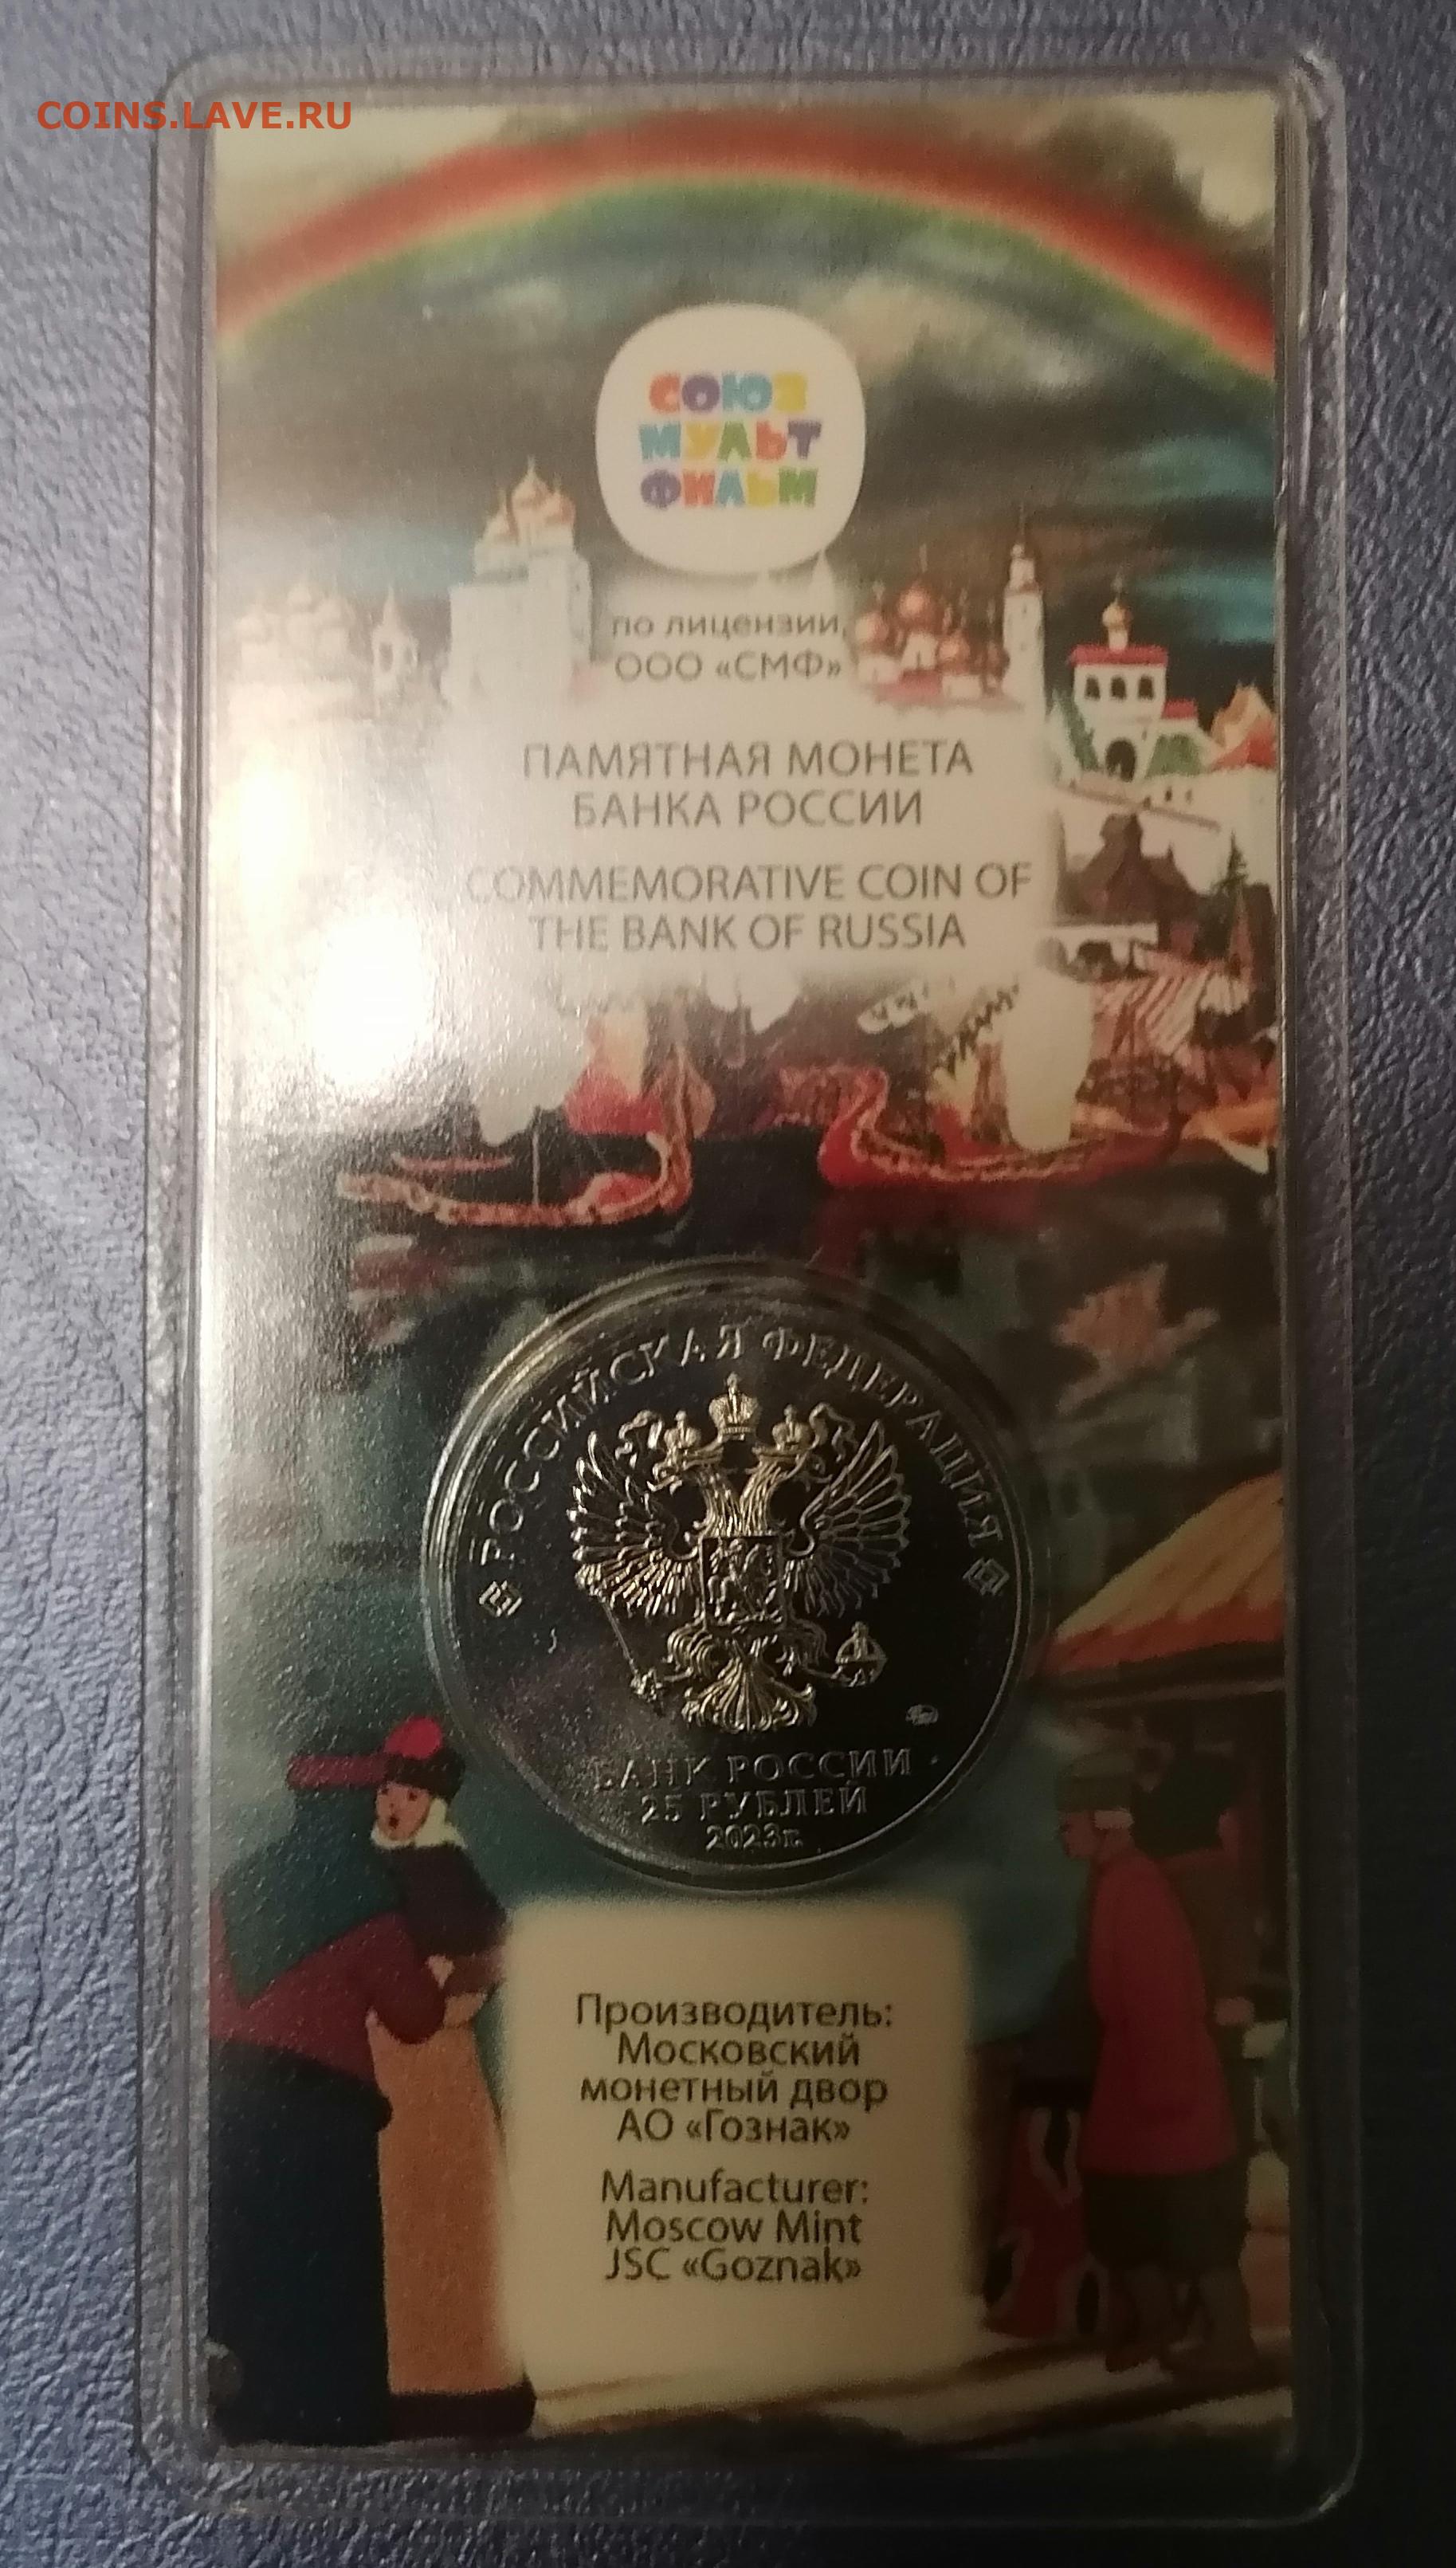 COINS.LAVE.RU
СОЮЗ
МУЛЬТ
ФИЛЬМ
по лицензии
ООО «СМФ»
ПАМЯТНАЯ МОНЕТА
БАНКА РОССИИ
COMMEMORATIVE COIN OF
THE BANK OF RUSSIA
РОССИЙСКАЯ ФЕДЕРАЦИЯ
БАНК РОССИИ
25 РУБЛЕЙ
2023г.
Производитель:
Московский
монетный двор
АО «Гознак»
Manufacturer:
Moscow Mint
JSC «Goznak»